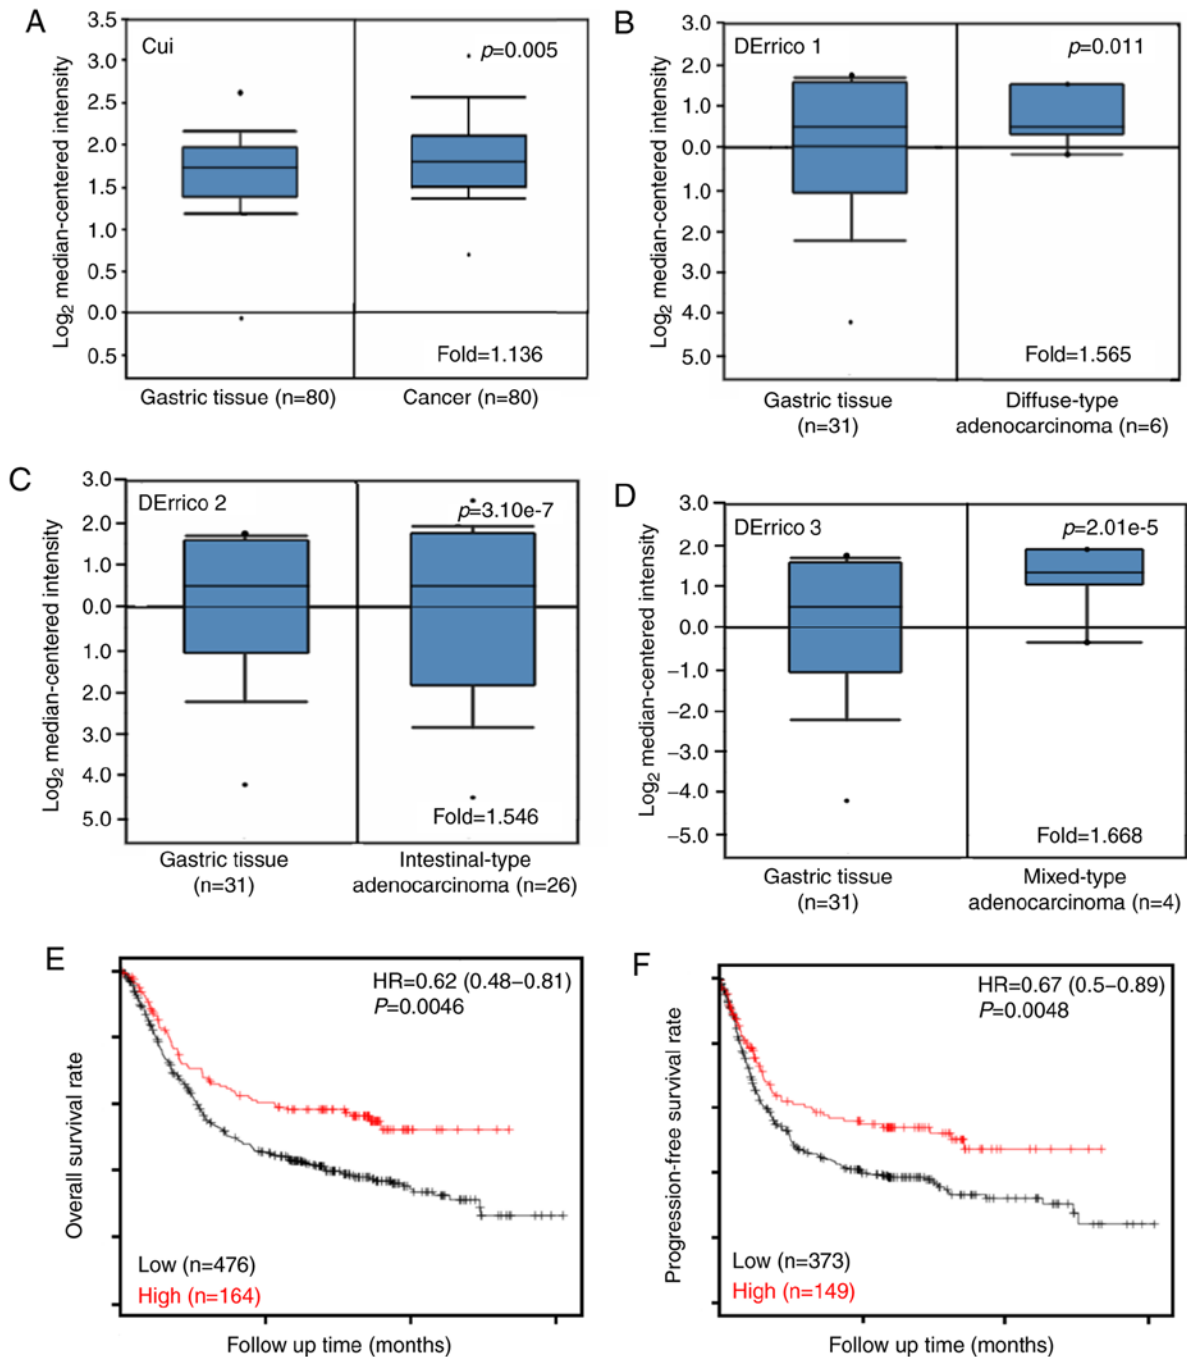 A
Cui
p=0.005
Log2 median-centered intensity
3.5
3.0
2.5
2.0
1.5
1.0
0.5
0.0
0.5
Fold=1.136
Gastric tissue (n=80)
Cancer (n=80)
B
DErrico 1
p=0.011
Log2 median-centered intensity
3.0
2.0
1.0
0.0
1.0
2.0
3.0
4.0
5.0
Fold=1.565
Gastric tissue
(n=31)
Diffuse-type
adenocarcinoma (n=6)
C
DErrico 2
p=3.10e-7
Log2 median-centered intensity
3.0
2.0
1.0
0.0
1.0
2.0
3.0
4.0
5.0
Fold=1.546
Gastric tissue
(n=31)
Intestinal-type
adenocarcinoma (n=26)
D
DErrico 3
p=2.01e-5
Log2 median-centered intensity
3.0
2.0
1.0
0.0
−1.0
−2.0
−3.0
−4.0
−5.0
Fold=1.668
Gastric tissue
(n=31)
Mixed-type
adenocarcinoma (n=4)
E
HR=0.62 (0.48−0.81)
P=0.0046
Overall survival rate
Low (n=476)
High (n=164)
Follow up time (months)
F
HR=0.67 (0.5−0.89)
P=0.0048
Progression-free survival rate
Low (n=373)
High (n=149)
Follow up time (months)